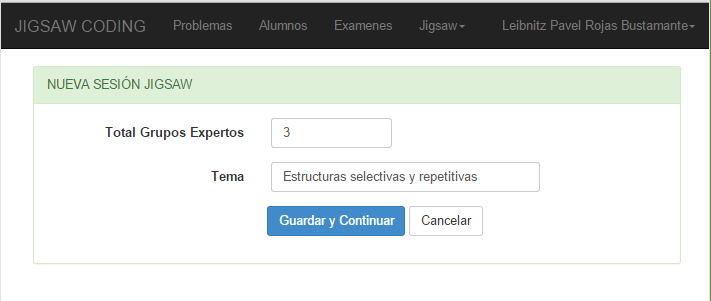 JIGSAW CODING Problemas Alumnos Examenes Jigsaw Leibnitz Pavel Rojas Bustamante
NUEVA SESIÓN JIGSAW
Total Grupos Expertos 3
Tema Estructuras selectivas y repetitivas
Guardar y Continuar Cancelar